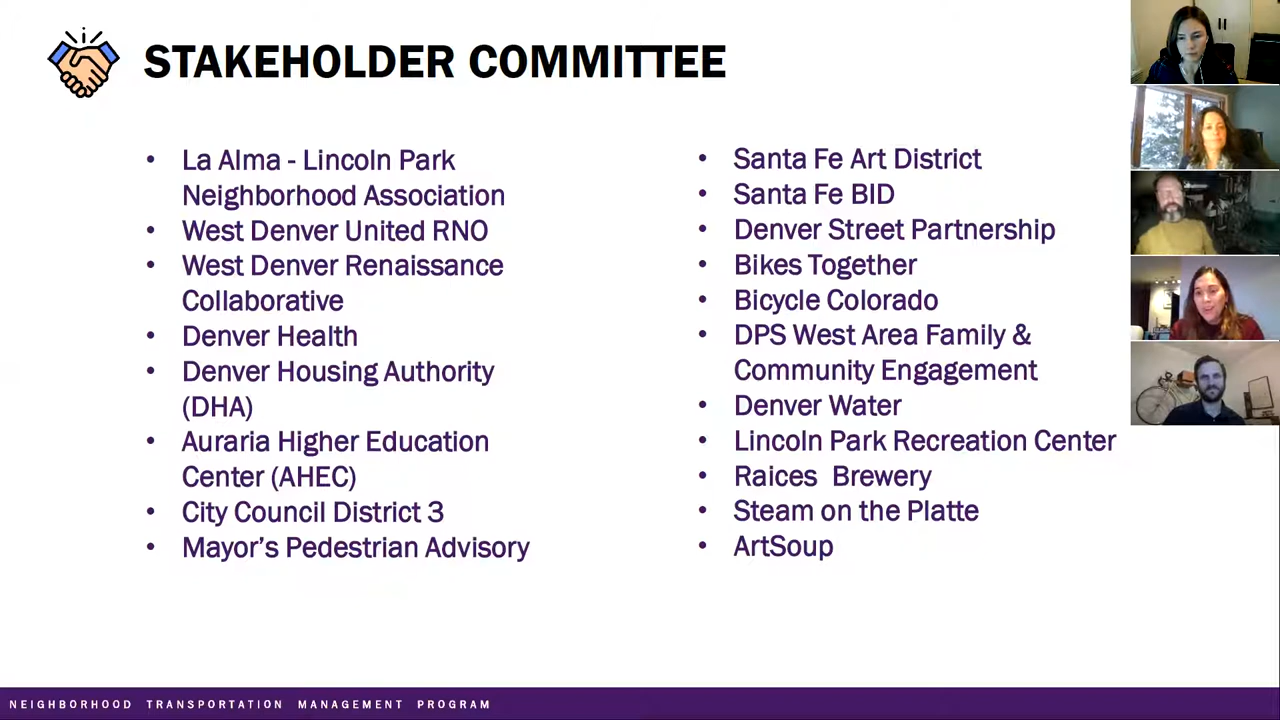 STAKEHOLDER COMMITTEE
• La Alma - Lincoln Park
Neighborhood Association
• West Denver United RNO
• West Denver Renaissance
Collaborative
• Denver Health
• Denver Housing Authority
(DHA)
• Auraria Higher Education
Center (AHEC)
• City Council District 3
• Mayor's Pedestrian Advisory
• Santa Fe Art District
• Santa Fe BID
• Denver Street Partnership
• Bikes Together
• Bicycle Colorado
• DPS West Area Family &
Community Engagement
• Denver Water
• Lincoln Park Recreation Center
• Raices  Brewery
• Steam on the Platte
• ArtSoup
NEIGHBORHOOD TRANSPORTATION MANAGEMENT PROGRAM